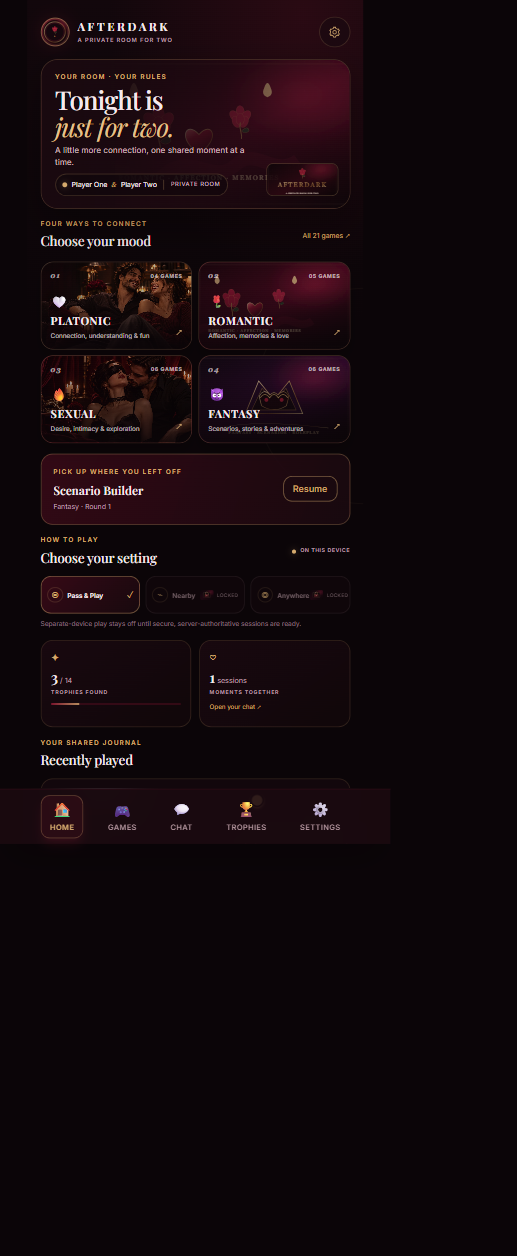 AFTERDARK
A PRIVATE ROOM FOR TWO
YOUR ROOM · YOUR RULES
Tonight is
just for two.
A little more connection, one shared moment at a
time.
Player One & Player Two
PRIVATE ROOM
AFTERDARK
FOUR WAYS TO CONNECT
Choose your mood
All 21 games ↗
01
04 GAMES
PLATONIC
Connection, understanding & fun
↗
02
05 GAMES
ROMANTIC
Affection, memories & love
↗
03
06 GAMES
SEXUAL
Desire, intimacy & exploration
↗
04
06 GAMES
FANTASY
Scenarios, stories & adventures
↗
PICK UP WHERE YOU LEFT OFF
Scenario Builder
Fantasy · Round 1
Resume
HOW TO PLAY
Choose your setting
ON THIS DEVICE
Pass & Play ✓
Nearby LOCKED
Anywhere LOCKED
Separate-device play stays off until secure, server-authoritative sessions are ready.
3 / 14
TROPHIES FOUND
1 sessions
MOMENTS TOGETHER
Open your chat ↗
YOUR SHARED JOURNAL
Recently played
HOME
GAMES
CHAT
TROPHIES
SETTINGS